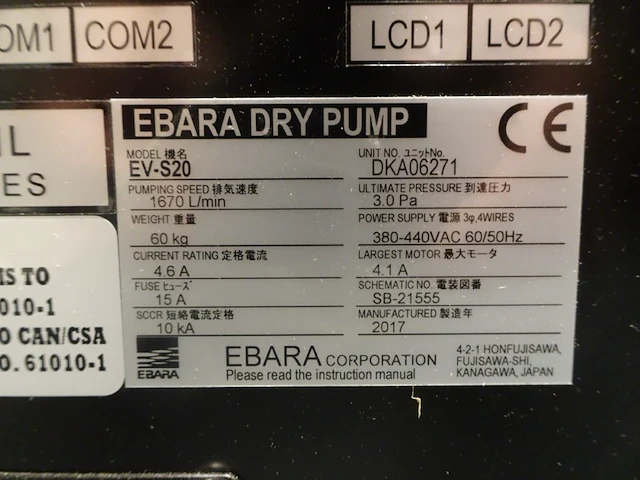 OM1 COM2 LCD1 LCD2
EBARA DRY PUMP
CE
MODEL 機名 UNIT NO. ユニットNo.
EV-S20 DKA06271
PUMPING SPEED 排気速度 ULTIMATE PRESSURE 到達圧力
1670 L/min 3.0 Pa
WEIGHT 重量 POWER SUPPLY 電源 3φ,4WIRES
60 kg 380-440VAC 60/50Hz
CURRENT RATING 定格電流 LARGEST MOTOR 最大モータ
4.6 A 4.1 A
FUSE ヒューズ SCHEMATIC NO. 電装図番
15 A SB-21555
SCCR 短絡電流定格 MANUFACTURED 製造年
10 kA 2017
EBARA
EBARA CORPORATION
Please read the instruction manual
4-2-1 HONFUJISAWA,
FUJISAWA-SHI,
KANAGAWA, JAPAN
IL
ES
MS TO
010-1
O CAN/CSA
O. 61010-1